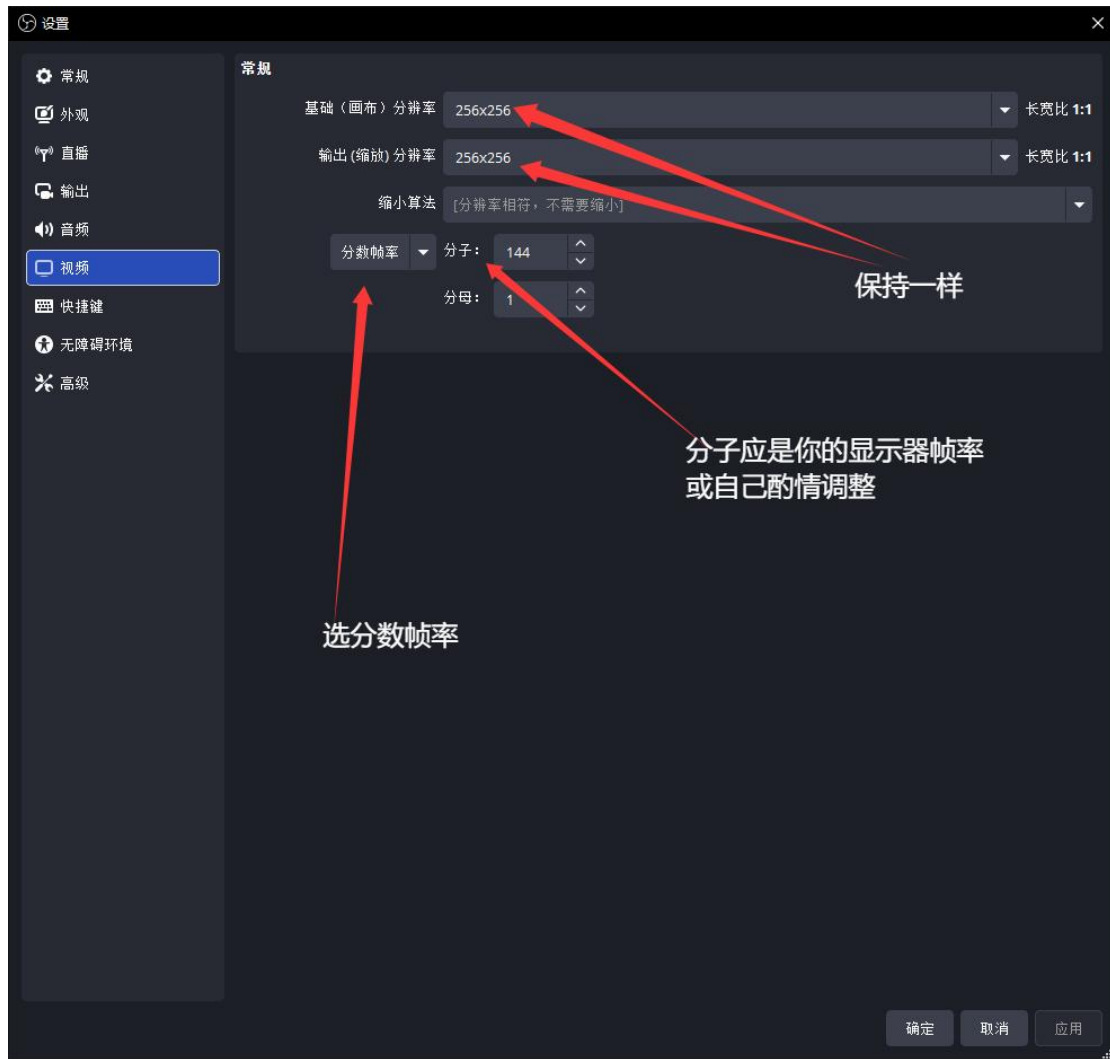 设置
常规
外观
直播
输出
音频
视频
快捷键
无障碍环境
高级
常规
基础（画布）分辨率 256x256 长宽比 1:1
输出(缩放)分辨率 256x256 长宽比 1:1
缩小算法 [分辨率相符，不需要缩小]
分数帧率 分子： 144
分母： 1
保持一样
分子应是你的显示器帧率
或自己酌情调整
选分数帧率
确定 取消 应用